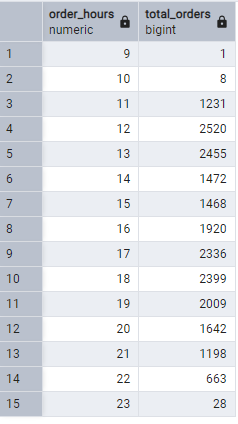 order_hours total_orders
numeric bigint
1 9 1
2 10 8
3 11 1231
4 12 2520
5 13 2455
6 14 1472
7 15 1468
8 16 1920
9 17 2336
10 18 2399
11 19 2009
12 20 1642
13 21 1198
14 22 663
15 23 28